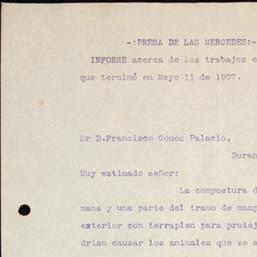 -:PRESA DE LAS MERCEDES:-
INFORME acerca de los trabajos e
que terminó en Mayo 11 de 1907.
Sr D.Francisco Gomez Palacio,
Duran
Muy estimado señor:
La compostura d
mana y una parte del tramo de mamp
exterior con terraplen para protej
drian causar los animales que se a